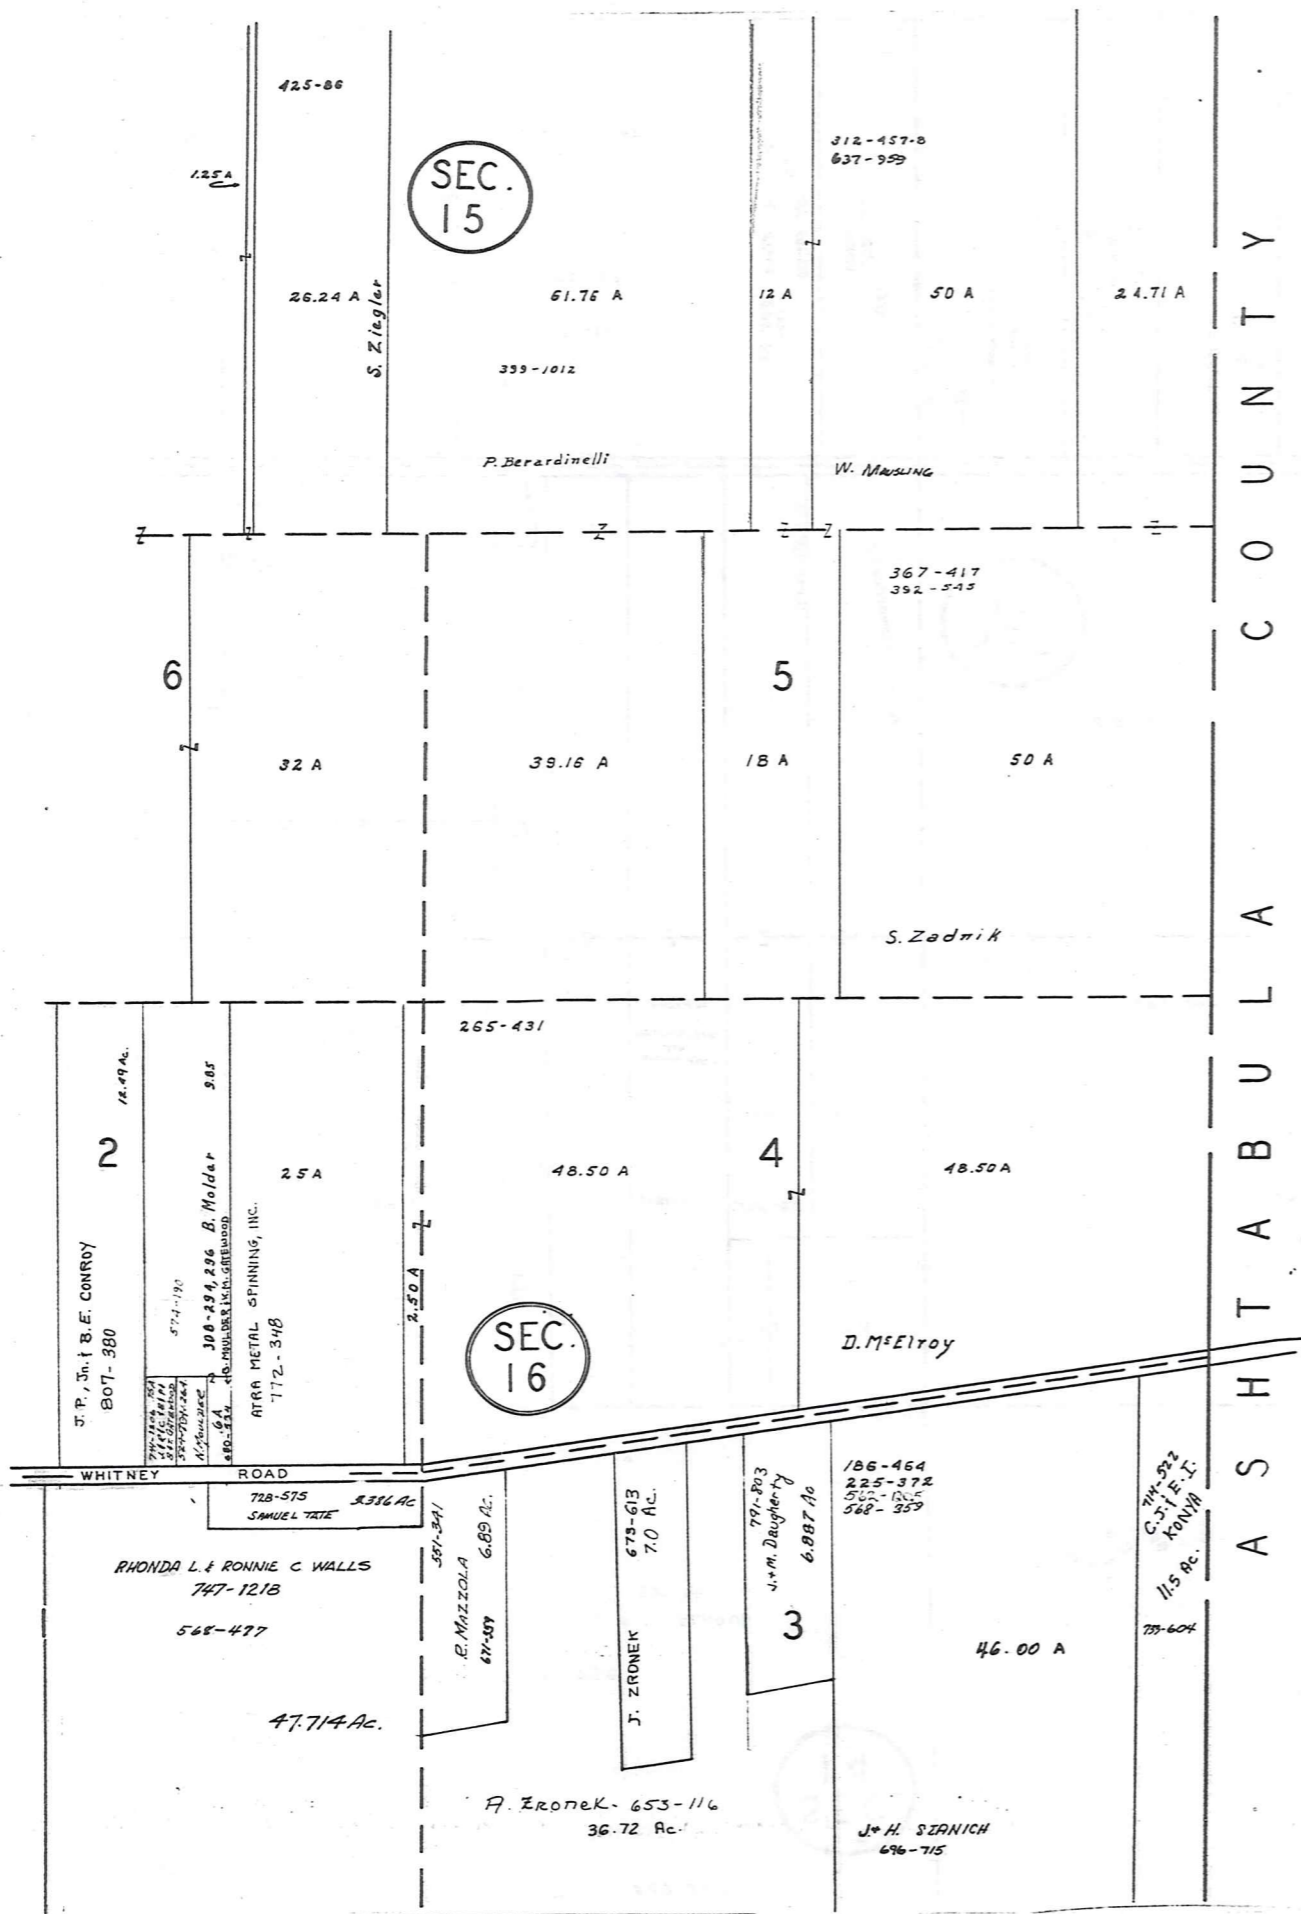 425-86
SEC.
15
312-457-8
637-959
1.25 A
26.24 A
S. Ziegler
61.76 A
12 A
50 A
24.71 A
399-1012
P. Berardinelli
W. MAUSLING
367-417
392-545
6
5
32 A
39.16 A
18 A
50 A
S. Zadnik
ASHTABULA COUNTY
265-431
12.49 Ac.
9.85
2
25 A
48.50 A
4
48.50 A
J. P., Jr. & B. E. CONROY
807-380
574-190
308-294,296 B. Moldar
ATRA METAL SPINNING, INC.
772-348
2.50 A
SEC.
16
D. McElroy
.6A
WHITNEY ROAD
728-575
SAMUEL TATE
186-464
225-372
568-359
RHONDA L. & RONNIE C WALLS
747-1218
568-477
47.714 Ac.
551-341
R. MAZZOLA 6.89 Ac.
671-559
673-613
7.0 Ac.
J. ZRONEK
791-803
J.+M. Daugherty
6.887 Ac
3
46.00 A
714-522
C.J. & E.I.
KONYA
11.5 Ac.
739-604
A. ZRONEK - 653-116
36.72 Ac.
J+H. SZANICH
696-715